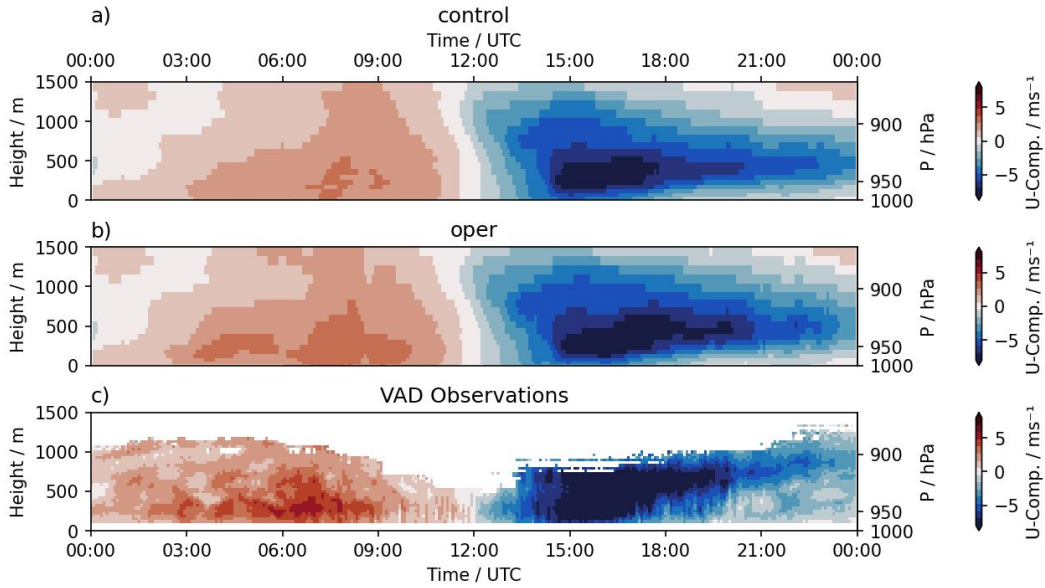 a)
control
Time / UTC
00:00 03:00 06:00 09:00 12:00 15:00 18:00 21:00 00:00
1500
1000
500
0
Height / m
900
950
1000
P / hPa
5
0
−5
U-Comp. / ms⁻¹
b)
oper
1500
1000
500
0
Height / m
900
950
1000
P / hPa
5
0
−5
U-Comp. / ms⁻¹
c)
VAD Observations
1500
1000
500
0
Height / m
900
950
1000
P / hPa
5
0
−5
U-Comp. / ms⁻¹
00:00 03:00 06:00 09:00 12:00 15:00 18:00 21:00 00:00
Time / UTC